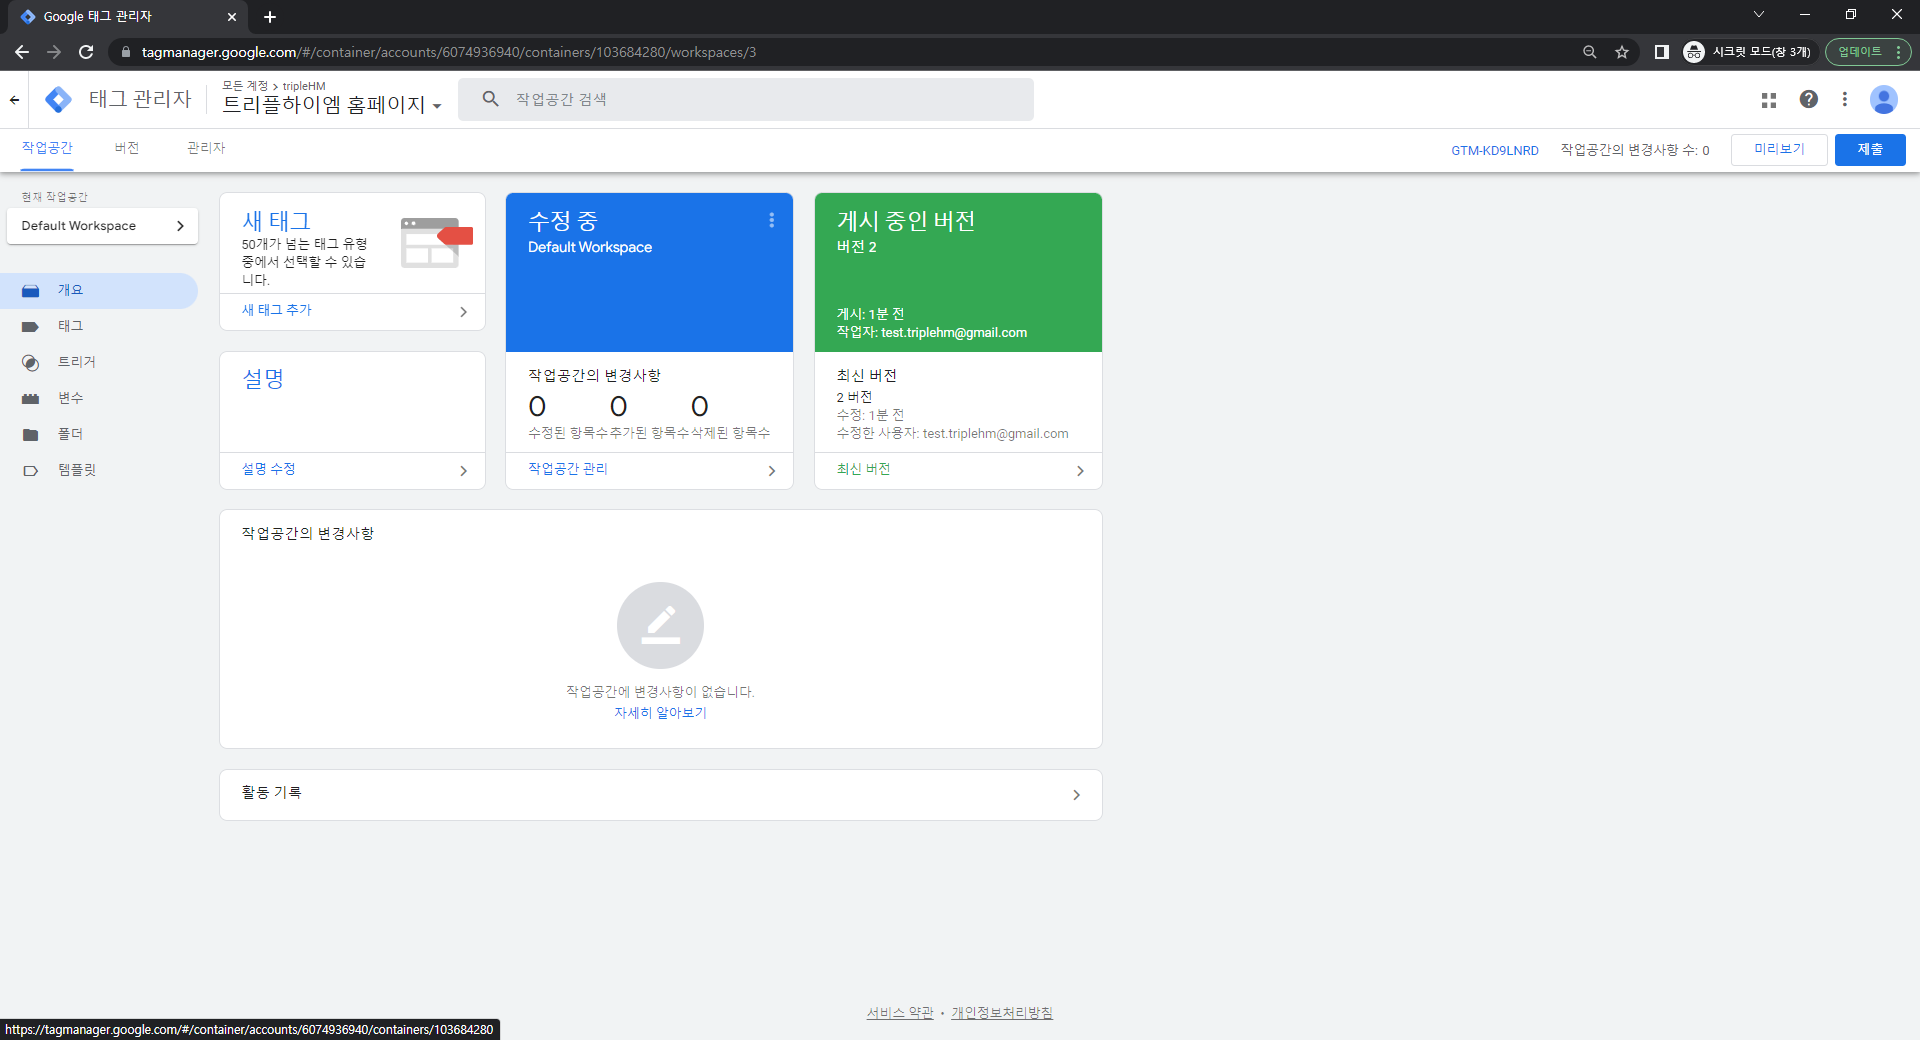 Google 태그 관리자
tagmanager.google.com/#/container/accounts/6074936940/containers/103684280/workspaces/3
시크릿 모드(창 3개)
업데이트
태그 관리자
모든 계정 > tripleHM
트리플하이엠 홈페이지
작업공간 검색
작업공간
버전
관리자
GTM-KD9LNRD
작업공간의 변경사항 수: 0
미리보기
제출
현재 작업공간
Default Workspace
개요
태그
트리거
변수
폴더
템플릿
새 태그
50개가 넘는 태그 유형
중에서 선택할 수 있습
니다.
새 태그 추가
설명
설명 수정
수정 중
Default Workspace
작업공간의 변경사항
0 0 0
수정된 항목수 추가된 항목수 삭제된 항목수
작업공간 관리
게시 중인 버전
버전 2
게시: 1분 전
작업자: test.triplehm@gmail.com
최신 버전
2 버전
수정: 1분 전
수정한 사용자: test.triplehm@gmail.com
최신 버전
작업공간의 변경사항
작업공간에 변경사항이 없습니다.
자세히 알아보기
활동 기록
서비스 약관 • 개인정보처리방침
https://tagmanager.google.com/#/container/accounts/6074936940/containers/103684280